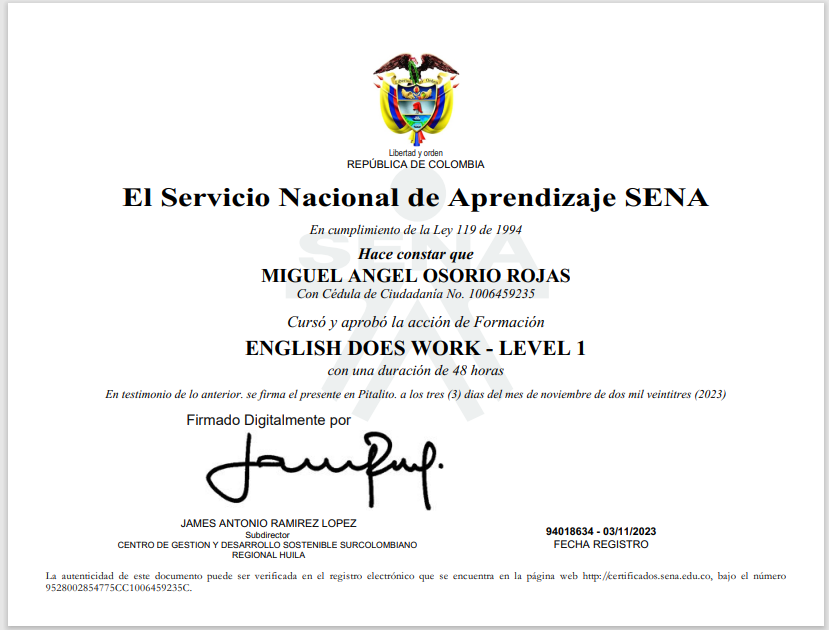 Libertad y orden
REPÚBLICA DE COLOMBIA
El Servicio Nacional de Aprendizaje SENA
En cumplimiento de la Ley 119 de 1994
SENA
Hace constar que
MIGUEL ANGEL OSORIO ROJAS
Con Cédula de Ciudadanía No. 1006459235
Cursó y aprobó la acción de Formación
ENGLISH DOES WORK - LEVEL 1
con una duración de 48 horas
En testimonio de lo anterior. se firma el presente en Pitalito. a los tres (3) dias del mes de noviembre de dos mil veintitres (2023)
Firmado Digitalmente por
JAMES ANTONIO RAMIREZ LOPEZ
Subdirector
CENTRO DE GESTION Y DESARROLLO SOSTENIBLE SURCOLOMBIANO
REGIONAL HUILA
94018634 - 03/11/2023
FECHA REGISTRO
La autenticidad de este documento puede ser verificada en el registro electrónico que se encuentra en la página web http://certificados.sena.edu.co, bajo el número
9528002854775CC1006459235C.